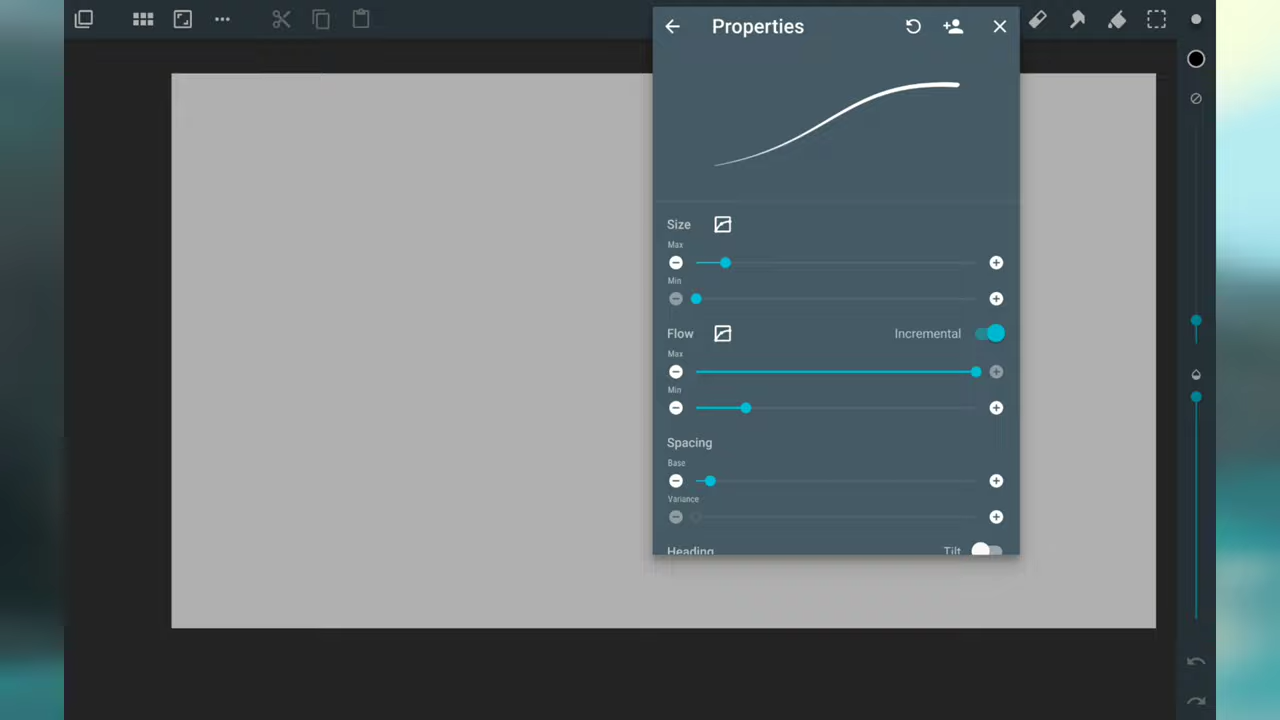 Properties
Size
Max
Min
Flow
Incremental
Max
Min
Spacing
Base
Variance
Heading
Tilt